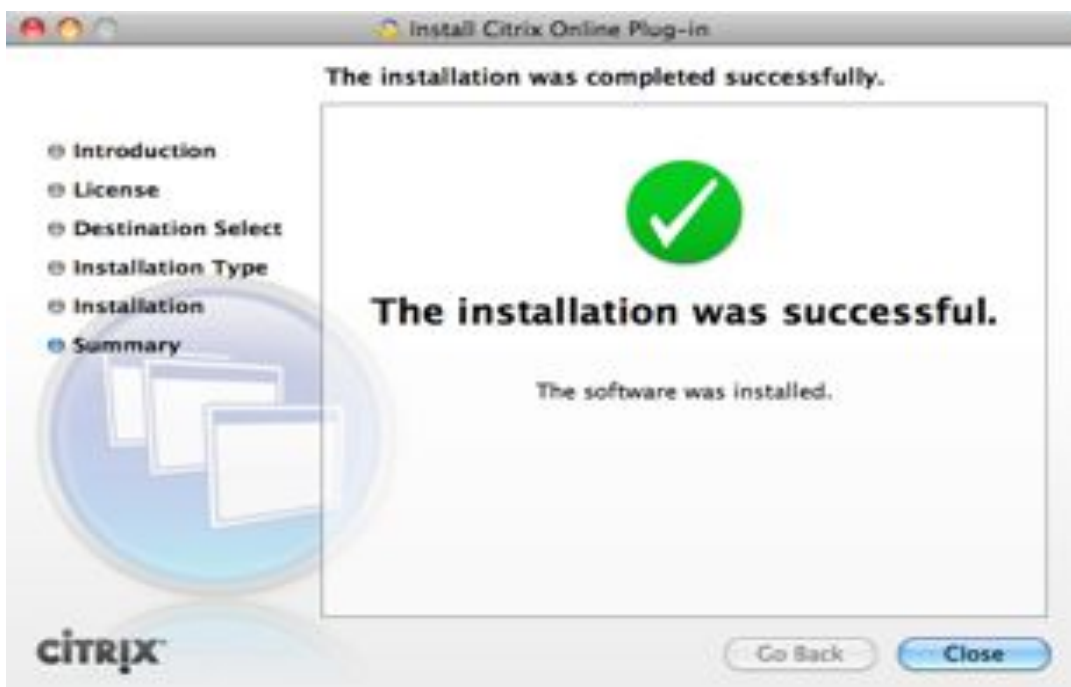 Install Citrix Online Plug-in
The installation was completed successfully.
Introduction
License
Destination Select
Installation Type
Installation
Summary
The installation was successful.
The software was installed.
CITRIX
Go Back
Close